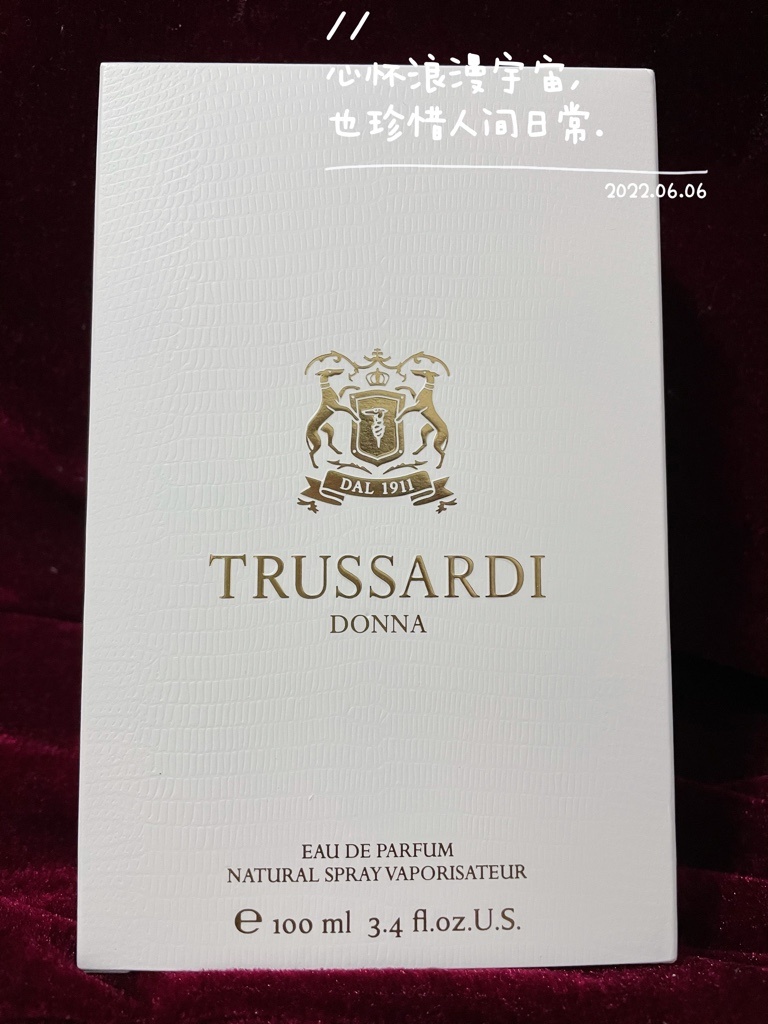 //
心怀浪漫宇宙,
也珍惜人间日常.
2022.06.06
DAL 1911
TRUSSARDI
DONNA
EAU DE PARFUM
NATURAL SPRAY VAPORISATEUR
e 100 ml 3.4 fl.oz.U.S.